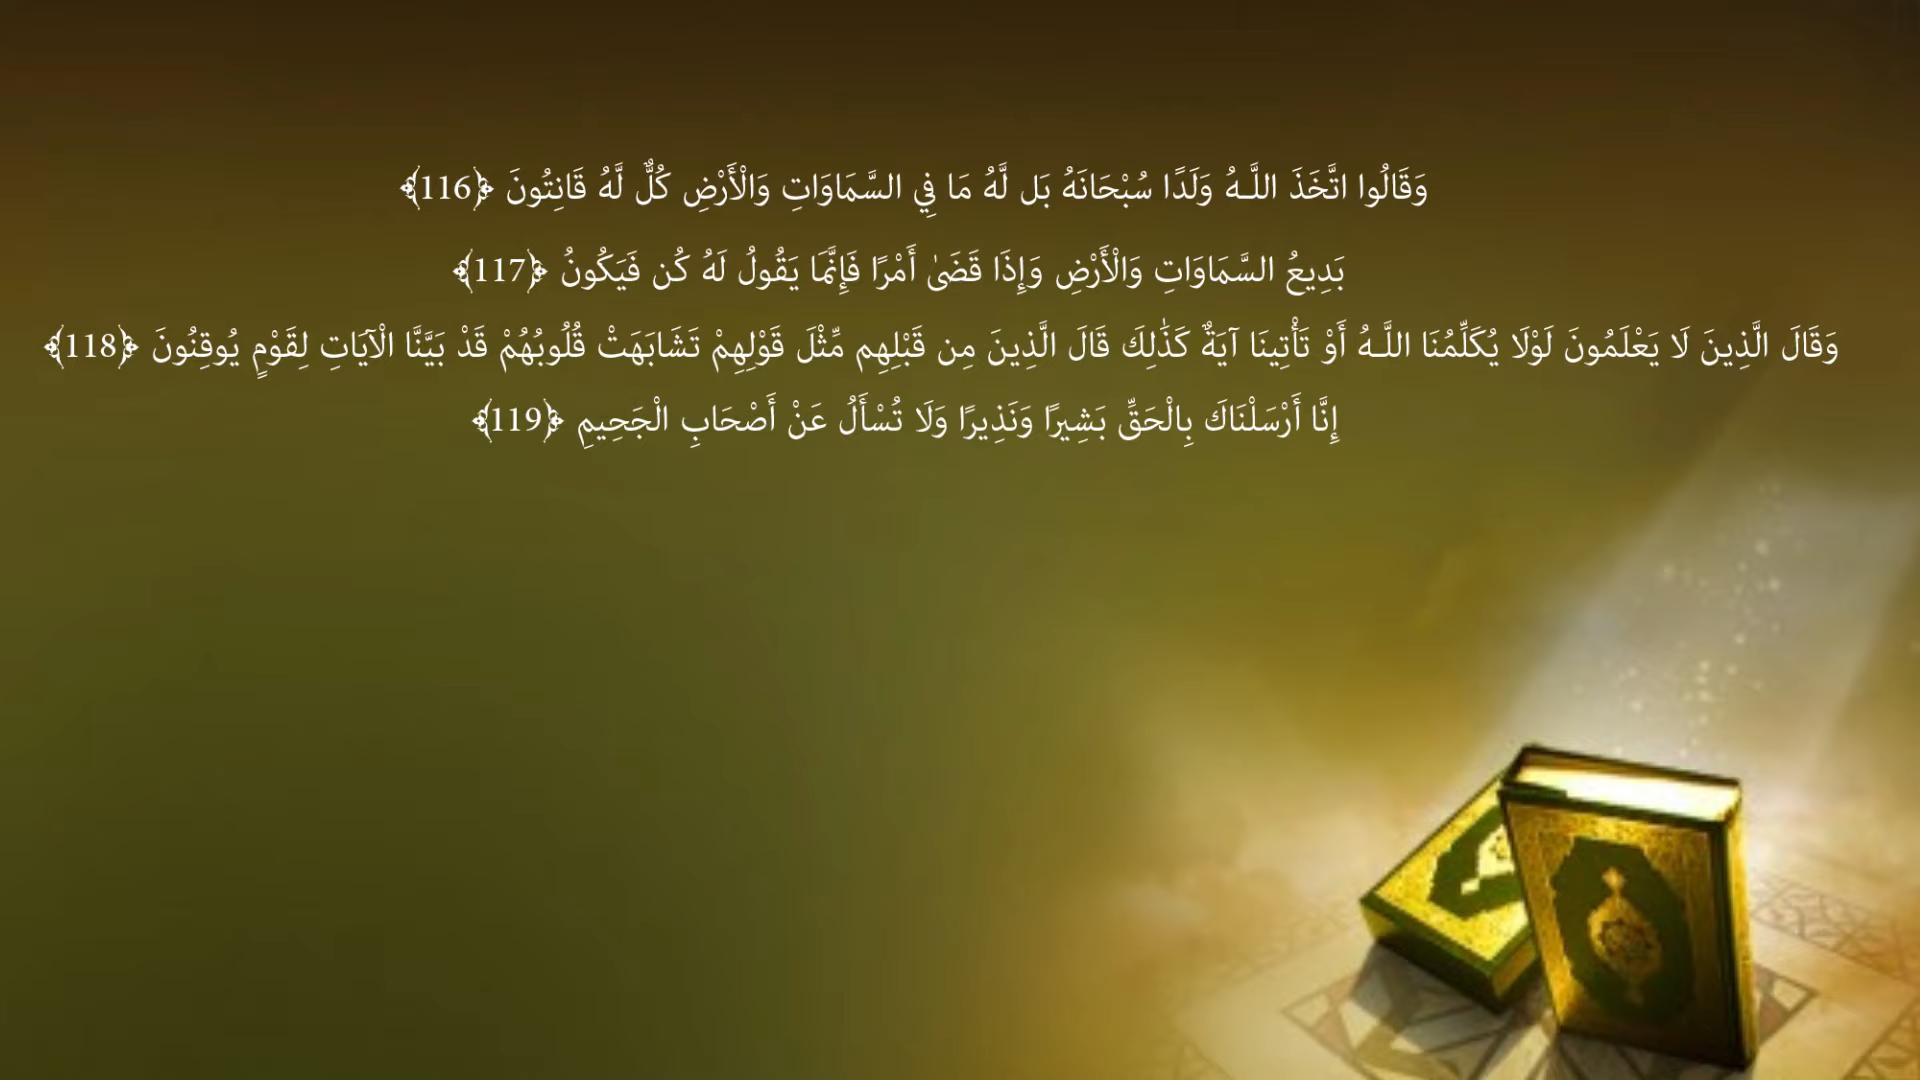 وَقَالُوا اتَّخَذَ اللَّـهُ وَلَدًا سُبْحَانَهُ بَل لَّهُ مَا فِي السَّمَاوَاتِ وَالْأَرْضِ كُلٌّ لَّهُ قَانِتُونَ ﴿116﴾
بَدِيعُ السَّمَاوَاتِ وَالْأَرْضِ وَإِذَا قَضَىٰ أَمْرًا فَإِنَّمَا يَقُولُ لَهُ كُن فَيَكُونُ ﴿117﴾
وَقَالَ الَّذِينَ لَا يَعْلَمُونَ لَوْلَا يُكَلِّمُنَا اللَّـهُ أَوْ تَأْتِينَا آيَةٌ كَذَٰلِكَ قَالَ الَّذِينَ مِن قَبْلِهِم مِّثْلَ قَوْلِهِمْ تَشَابَهَتْ قُلُوبُهُمْ قَدْ بَيَّنَّا الْآيَاتِ لِقَوْمٍ يُوقِنُونَ ﴿118﴾
إِنَّا أَرْسَلْنَاكَ بِالْحَقِّ بَشِيرًا وَنَذِيرًا وَلَا تُسْأَلُ عَنْ أَصْحَابِ الْجَحِيمِ ﴿119﴾